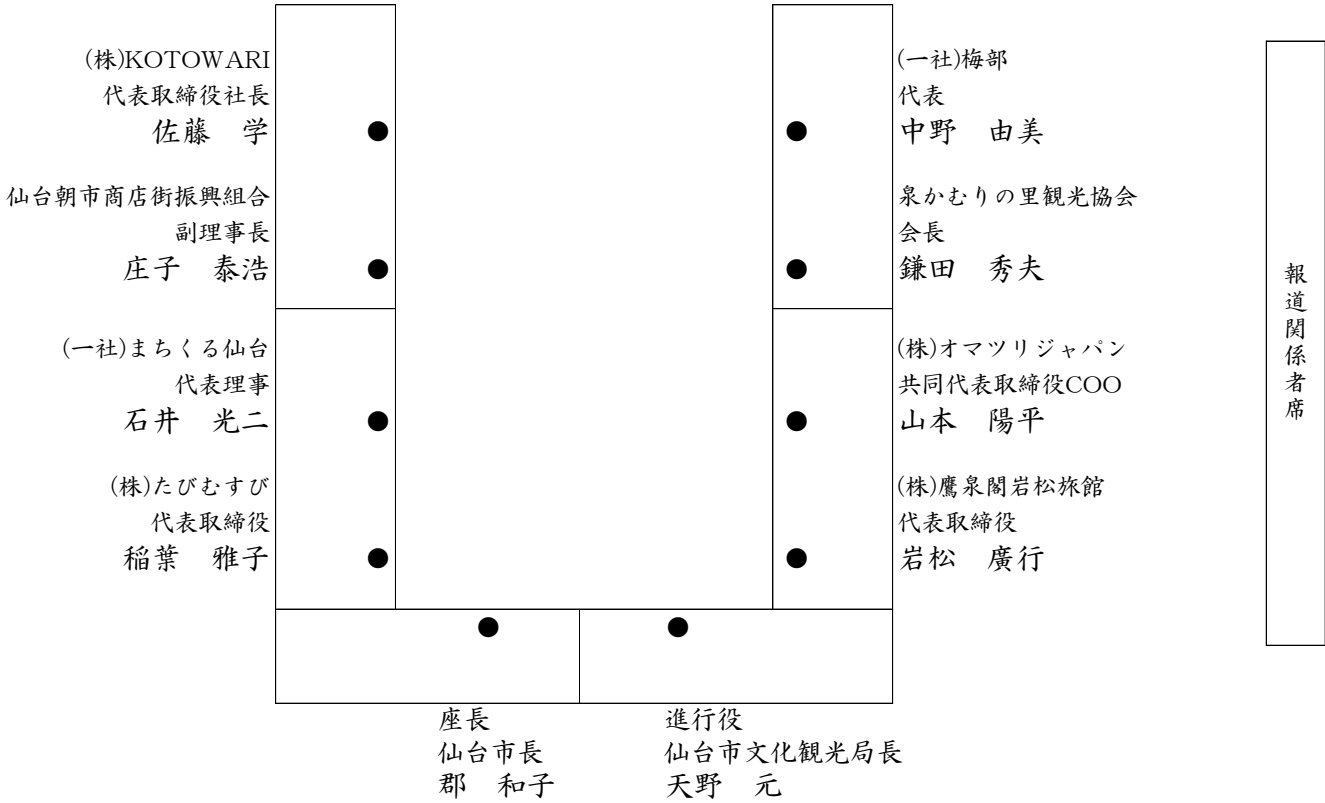 (株)KOTOWARI
代表取締役社長
佐藤　学
仙台朝市商店街振興組合
副理事長
庄子　泰浩
(一社)まちくる仙台
代表理事
石井　光二
(株)たびむすび
代表取締役
稲葉　雅子
(一社)梅部
代表
中野　由美
泉かむりの里観光協会
会長
鎌田　秀夫
(株)オマツリジャパン
共同代表取締役COO
山本　陽平
(株)鷹泉閣岩松旅館
代表取締役
岩松　廣行
座長
仙台市長
郡　和子
進行役
仙台市文化観光局長
天野　元
報道関係者席